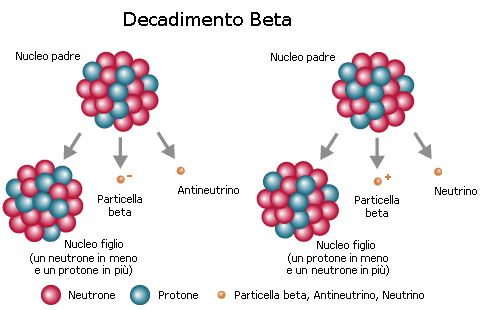 Decadimento Beta
Nucleo padre
Nucleo padre
-
+
Particella
beta
Antineutrino
Particella
beta
Neutrino
Nucleo figlio
(un neutrone in meno
e un protone in più)
Nucleo figlio
(un protone in meno
e un neutrone in più)
Neutrone
Protone
Particella beta, Antineutrino, Neutrino